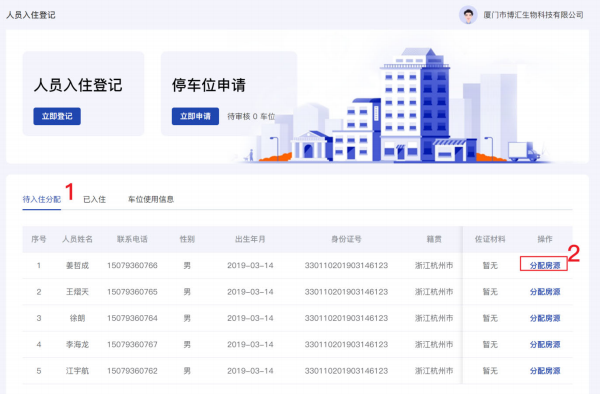 人员入住登记
厦门市博汇生物科技有限公司
人员入住登记
停车位申请
立即登记
立即申请 待审核 0 车位
待入住分配 1 已入住 车位使用信息
序号 人员姓名 联系电话 性别 出生年月 身份证号 籍贯 佐证材料 操作
2
1 姜哲成 15079360766 男 2019-03-14 330110201903146123 浙江杭州市 暂无 分配房源
2 王熠天 15079360765 男 2019-03-14 330110201903146123 浙江杭州市 暂无 分配房源
3 徐朗 15079360764 男 2019-03-14 330110201903146123 浙江杭州市 暂无 分配房源
4 李海龙 15079360767 男 2019-03-14 330110201903146123 浙江杭州市 暂无 分配房源
5 江宇航 15079360762 男 2019-03-14 330110201903146123 浙江杭州市 暂无 分配房源